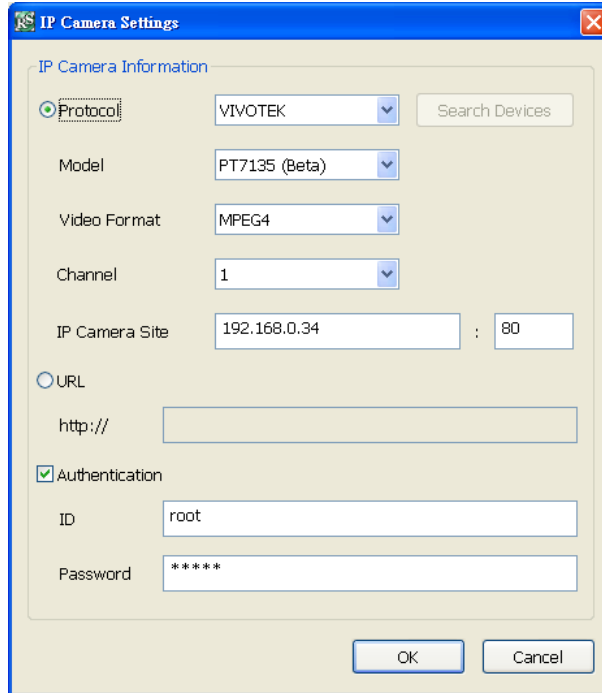 RS IP Camera Settings
IP Camera Information
Protocol VIVOTEK Search Devices
Model PT7135 (Beta)
Video Format MPEG4
Channel 1
IP Camera Site 192.168.0.34 : 80
URL
http://
Authentication
ID root
Password *****
OK Cancel